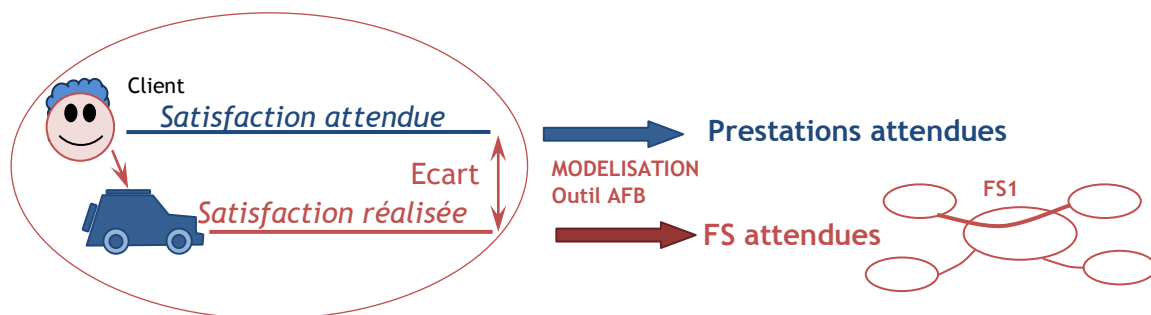 Client
Satisfaction attendue
Ecart
Satisfaction réalisée
Prestations attendues
MODELISATION
Outil AFB
FS attendues
FS1